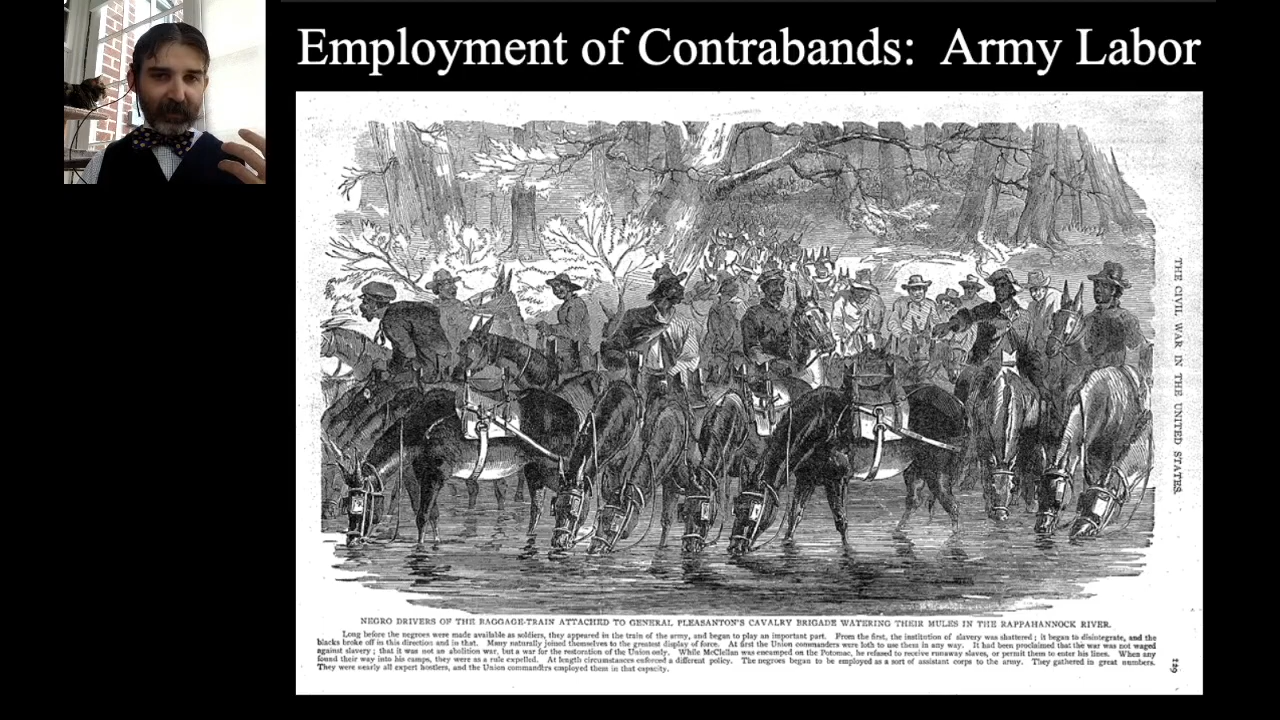 Employment of Contrabands: Army Labor
THE CIVIL WAR IN THE UNITED STATES.
NEGRO DRIVERS OF THE BAGGAGE-TRAIN ATTACHED TO GENERAL PLEASANTON'S CAVALRY BRIGADE WATERING THEIR MULES IN THE RAPPAHANNOCK RIVER.
Long before the negroes were made available as soldiers, they appeared in the train of the army, and began to play an important part. From the first, the institution of slavery was shattered; it began to disintegrate, and the
blacks broke off in this direction and in that. Many naturally joined themselves to the greatest display of force. At first the Union commanders were loth to use them in any way. It had been proclaimed that the war was not waged
against slavery; that it was not an abolition war, but a war for the restoration of the Union only. While McClellan was encamped on the Potomac, he refused to receive runaway slaves, or permit them to enter his lines. When any
found their way into his camps, they were as a rule expelled. At length circumstances enforced a different policy. The negroes began to be employed as a sort of assistant corps to the army. They gathered in great numbers.
They were nearly all expert hostlers, and the Union commanders employed them in that capacity.